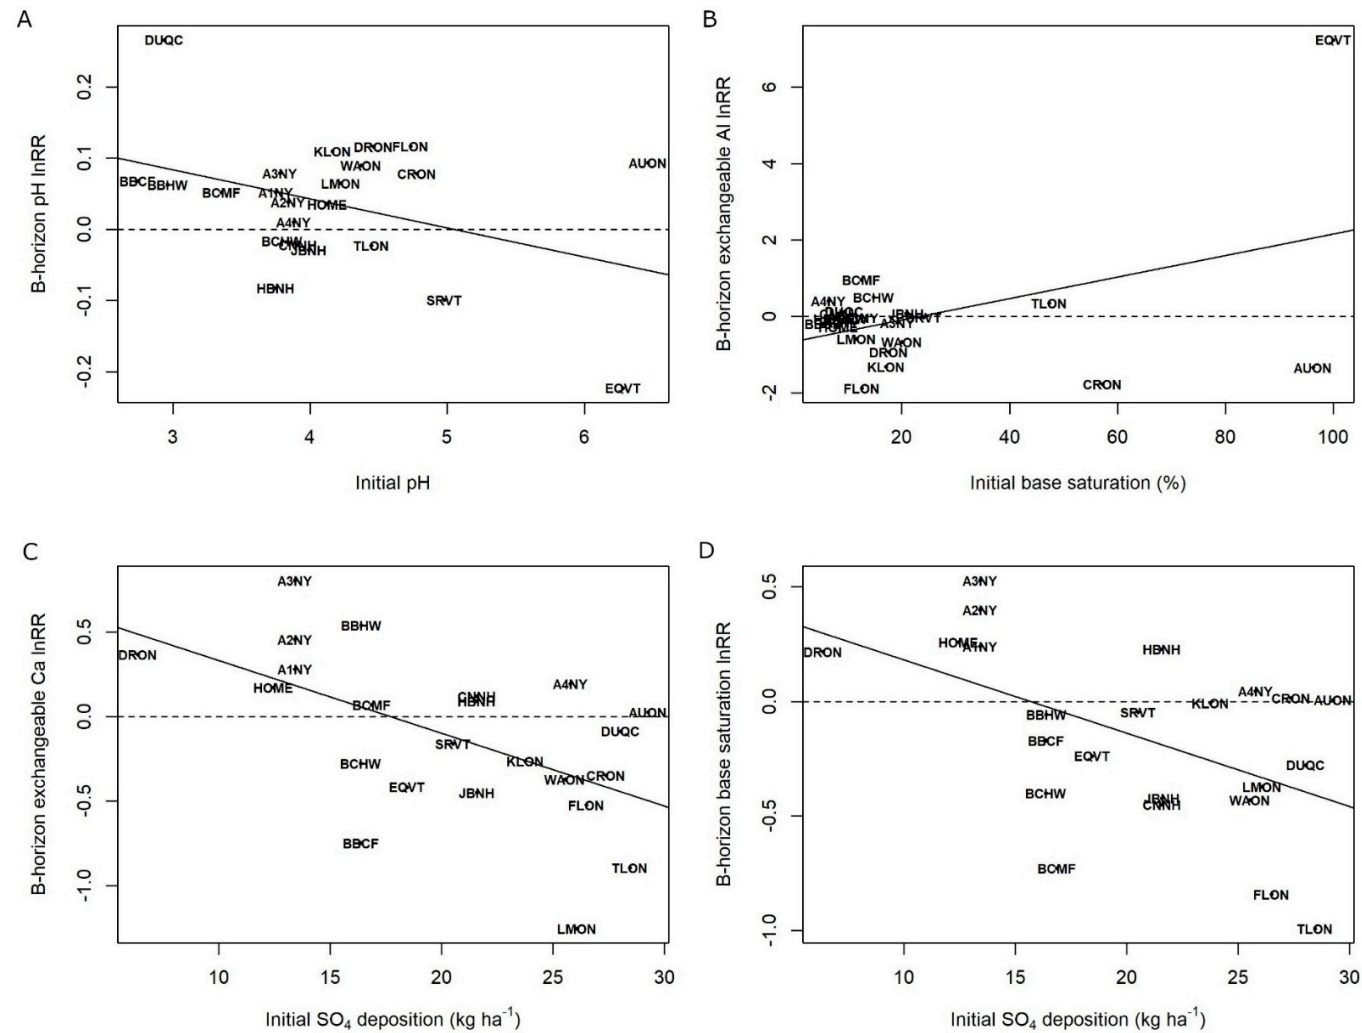 A
B-horizon pH lnRR
0.2
0.1
0.0
-0.1
-0.2
DUQC
BBCF
BBHW
BCMF
A3NY
A1NY
A2NY
A4NY
KLON
DRON
FLON
WAON
CRON
LMON
HOME
BCHW
CNNH
JBNH
TLON
HBNH
SRVT
AUON
EQVT
3 4 5 6
Initial pH
B
B-horizon exchangeable Al lnRR
6
4
2
0
-2
EQVT
BCMF
BCHW
A4NY
DUQC
TLON
JBNH
SRVT
A3NY
HOME
LMON
WAON
DRON
KLON
FLON
CRON
AUON
20 40 60 80 100
Initial base saturation (%)
C
B-horizon exchangeable Ca lnRR
0.5
0.0
-0.5
-1.0
A3NY
BBHW
A2NY
DRON
A1NY
HOME
BCMF
CNNH
HBNH
A4NY
AUON
DUQC
SRVT
BCHW
KLON
WAON
CRON
EQVT
JBNH
FLON
BBCF
TLON
LMON
10 15 20 25 30
Initial SO4 deposition (kg ha-1)
D
B-horizon base saturation lnRR
0.5
0.0
-0.5
-1.0
A3NY
A2NY
HOME
A1NY
DRON
HBNH
A4NY
CRON
AUON
KLON
BBHW
SRVT
BBCF
EQVT
DUQC
BCHW
JBNH
CNNH
LMON
WAON
BCMF
FLON
TLON
10 15 20 25 30
Initial SO4 deposition (kg ha-1)